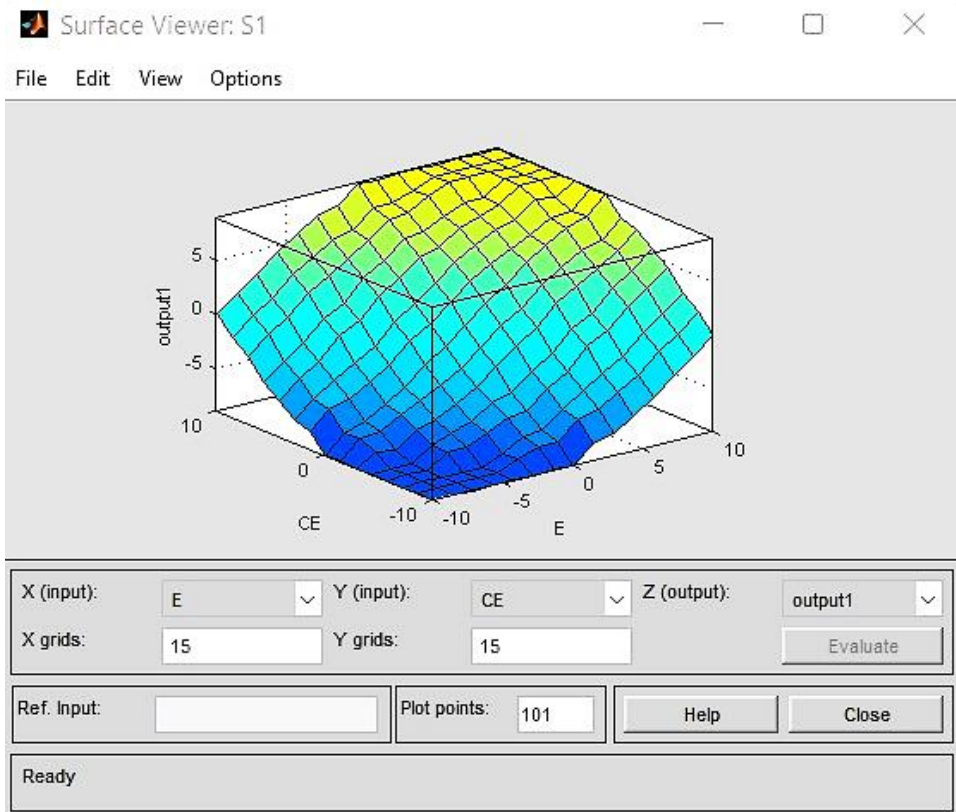 Surface Viewer: S1
File Edit View Options
5
0
-5
output1
10
0
-10
CE
-10
-5
0
5
10
E
X (input): E Y (input): CE Z (output): output1
X grids: 15 Y grids: 15 Evaluate
Ref. Input: Plot points: 101 Help Close
Ready